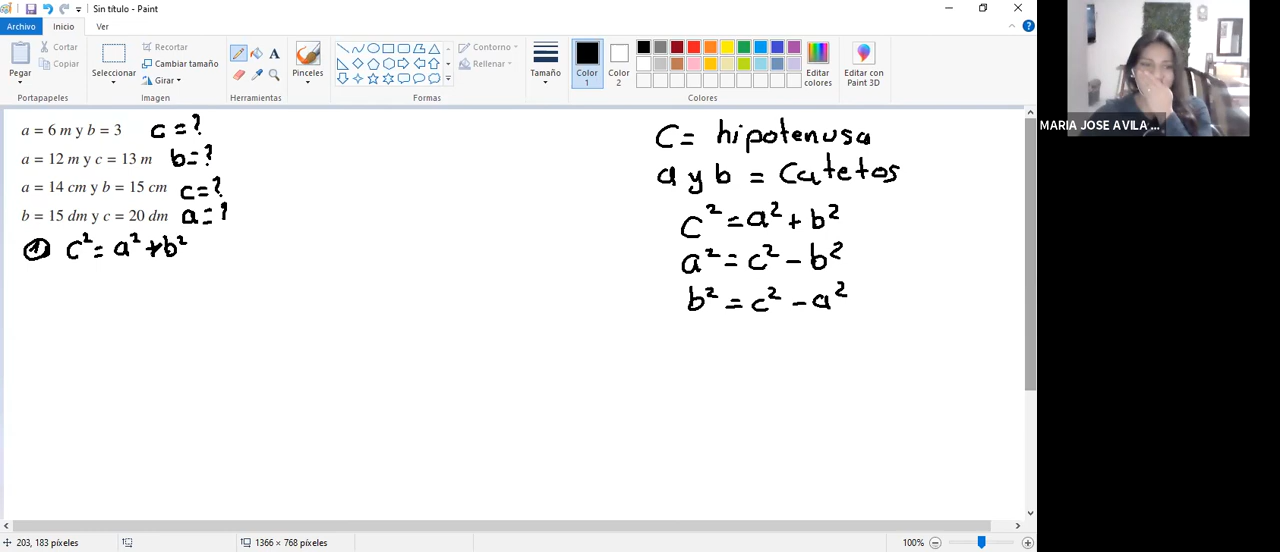 Sin título - Paint
Archivo Inicio Ver
Pegar
Cortar
Copiar
Portapapeles
Seleccionar
Recortar
Cambiar tamaño
Girar
Imagen
A
Herramientas
Pinceles
Contorno
Rellenar
Formas
Tamaño
Color 1
Color 2
Editar colores
Editar con Paint 3D
Colores
MARIA JOSE AVILA ...
a = 6 m y b = 3 c = ?
a = 12 m y c = 13 m b = ?
a = 14 cm y b = 15 cm c = ?
b = 15 dm y c = 20 dm a = ?
① c² = a² + b²
C = hipotenusa
a y b = Catetos
c² = a² + b²
a² = c² - b²
b² = c² - a²
203, 183 píxeles
1366 × 768 píxeles
100%